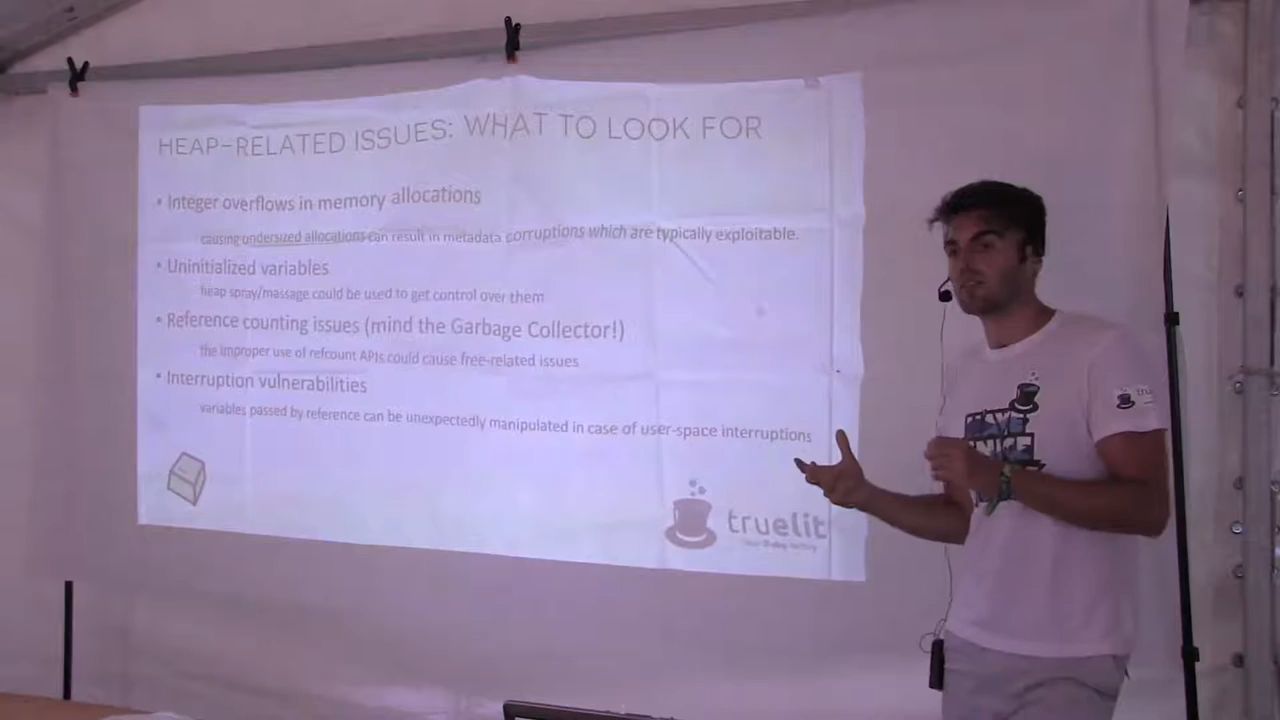 HEAP-RELATED ISSUES: WHAT TO LOOK FOR
• Integer overflows in memory allocations
causing undersized allocations can result in metadata corruptions which are typically exploitable.
• Uninitialized variables
heap spray/massage could be used to get control over them
• Reference counting issues (mind the Garbage Collector!)
the improper use of refcount APIs could cause free-related issues
• Interruption vulnerabilities
variables passed by reference can be unexpectedly manipulated in case of user-space interruptions
truelit